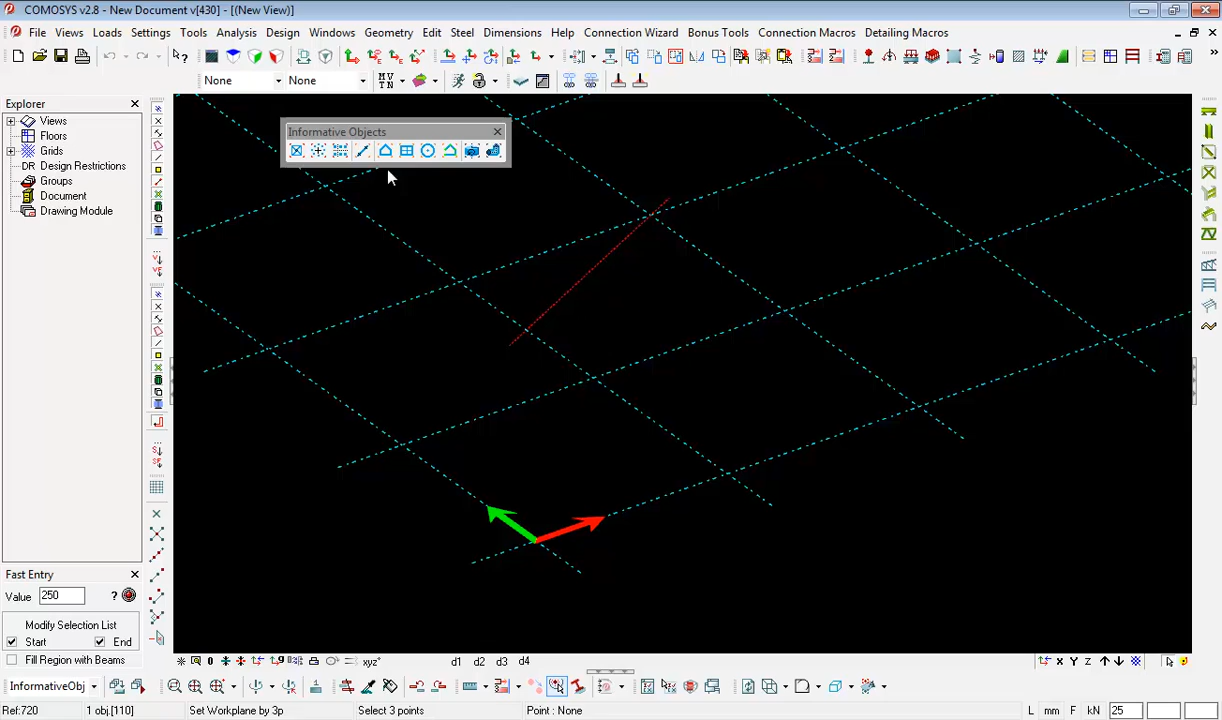 COMOSYS v2.8 - New Document v[430] - [(New View)]
File Views Loads Settings Tools Analysis Design Windows Geometry Edit Steel Dimensions Help Connection Wizard Bonus Tools Connection Macros Detailing Macros
None None MV TN
Explorer
Views
Floors
Grids
DR Design Restrictions
Groups
Document
Drawing Module
Informative Objects
Fast Entry
Value 250 ?
Modify Selection List
Start End
Fill Region with Beams
xyz° d1 d2 d3 d4 x Y Z
InformativeObj
Ref:720 1 obj.[110] Set Workplane by 3p Select 3 points Point : None L mm F kN 25